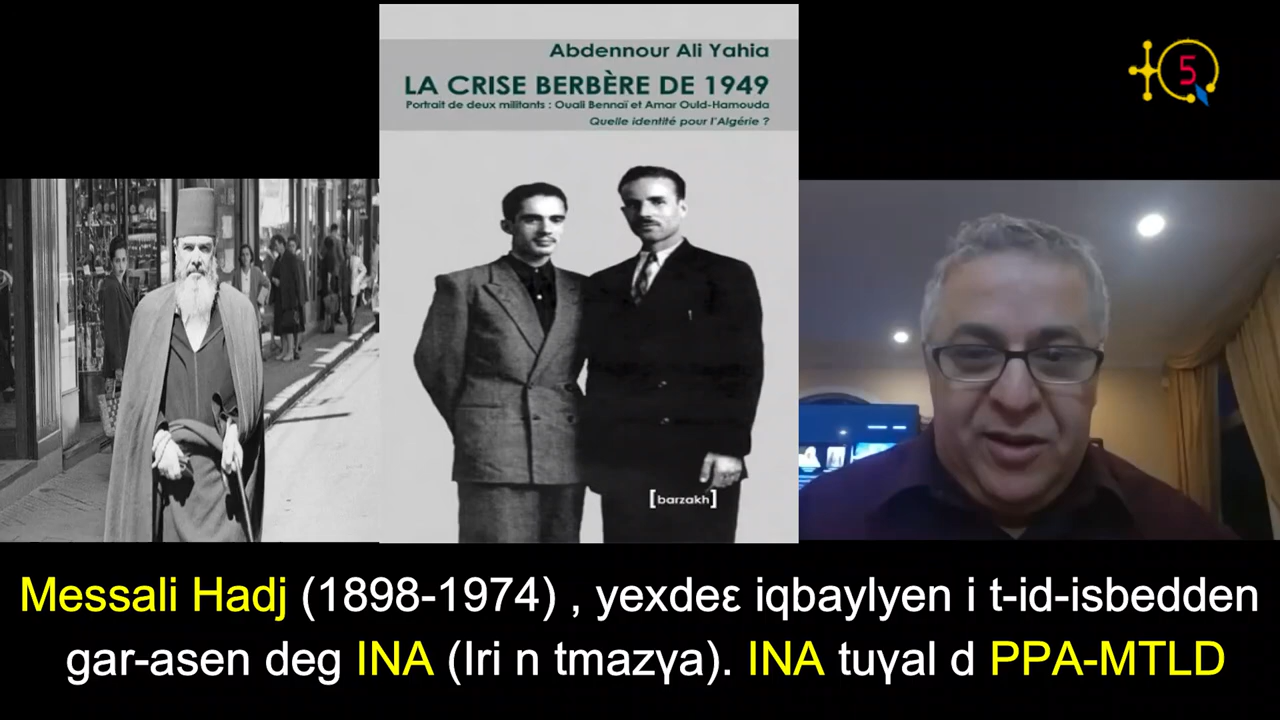 Abdennour Ali Yahia
LA CRISE BERBÈRE DE 1949
Portrait de deux militants : Ouali Bennaï et Amar Ould-Hamouda
Quelle identité pour l'Algérie ?
5
[barzakh]
Messali Hadj (1898-1974) , yexdeɛ iqbaylyen i t-id-isbedden
gar-asen deg INA (Iri n tmazɣa). INA tuɣal d PPA-MTLD